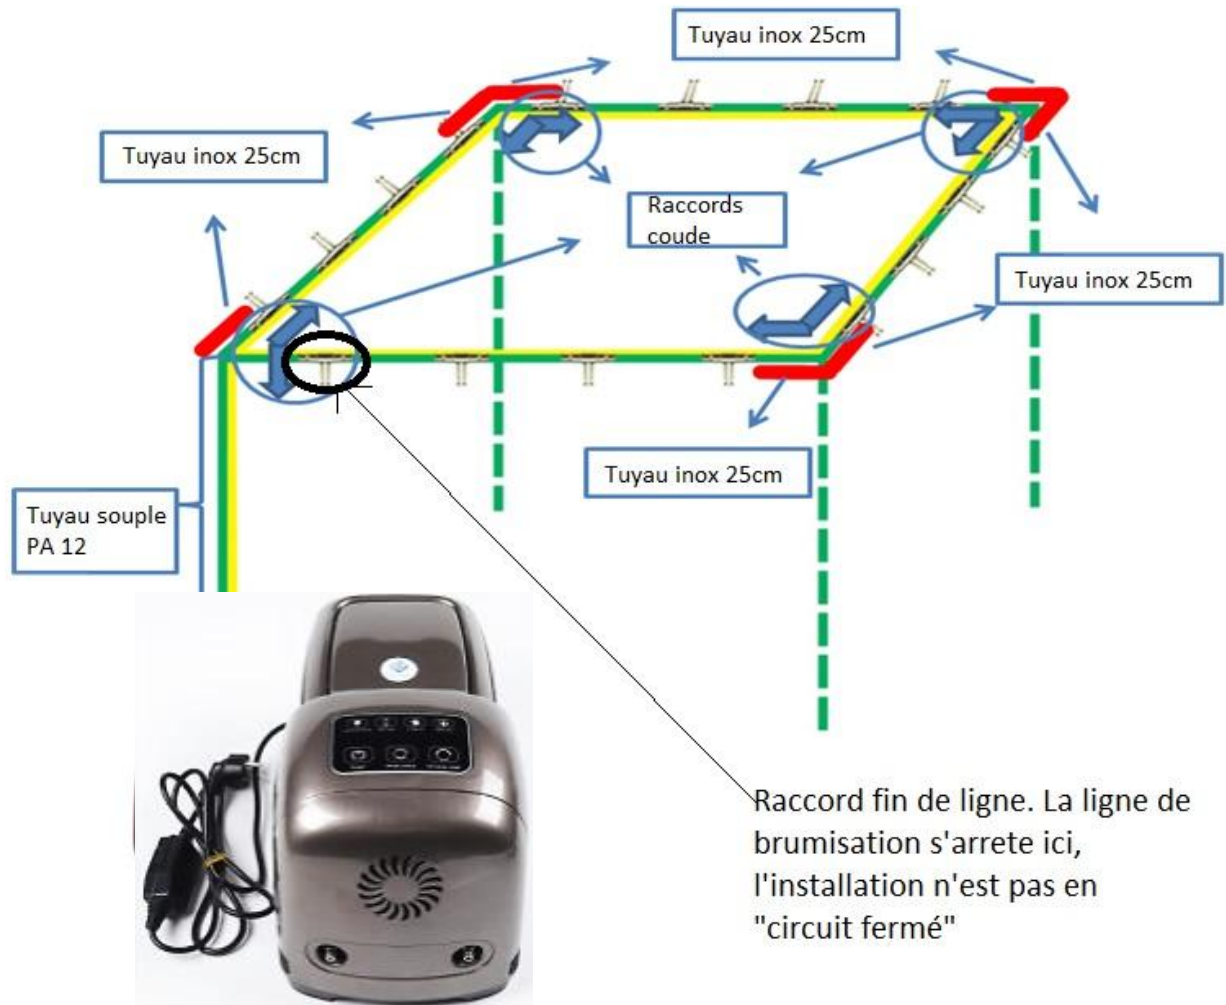 Tuyau inox 25cm
Tuyau inox 25cm
Raccords
coude
Tuyau inox 25cm
Tuyau inox 25cm
Tuyau souple
PA 12
Raccord fin de ligne. La ligne de
brumisation s'arrete ici,
l'installation n'est pas en
"circuit fermé"